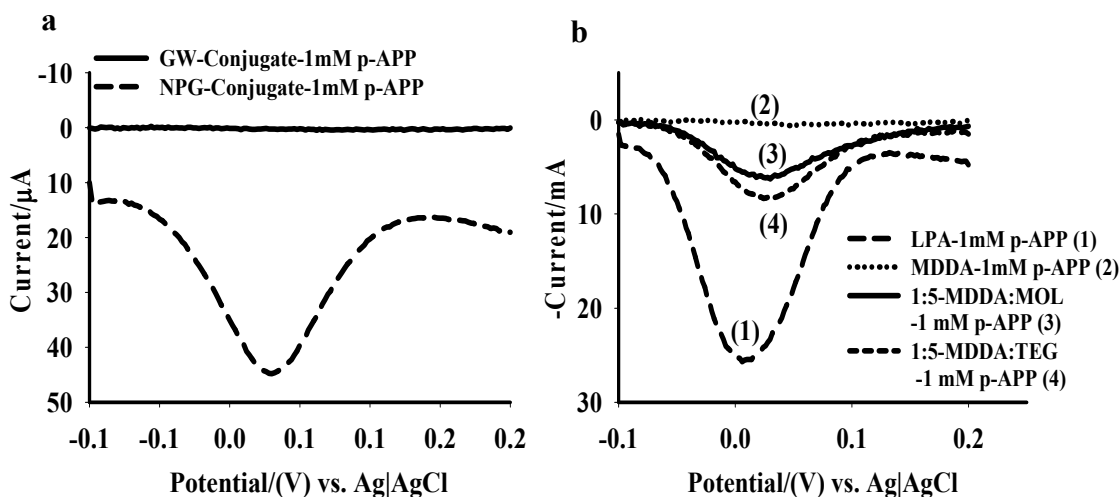 a
GW-Conjugate-1mM p-APP
NPG-Conjugate-1mM p-APP
Current/μA
-10
0
10
20
30
40
50
-0.1 -0.1 0.0 0.1 0.1 0.2 0.2
Potential/(V) vs. Ag|AgCl
b
-Current/mA
0
10
20
30
(2)
(3)
(4)
(1)
LPA-1mM p-APP (1)
MDDA-1mM p-APP (2)
1:5-MDDA:MOL
-1 mM p-APP (3)
1:5-MDDA:TEG
-1 mM p-APP (4)
-0.1 0.0 0.1 0.2
Potential/(V) vs. Ag|AgCl